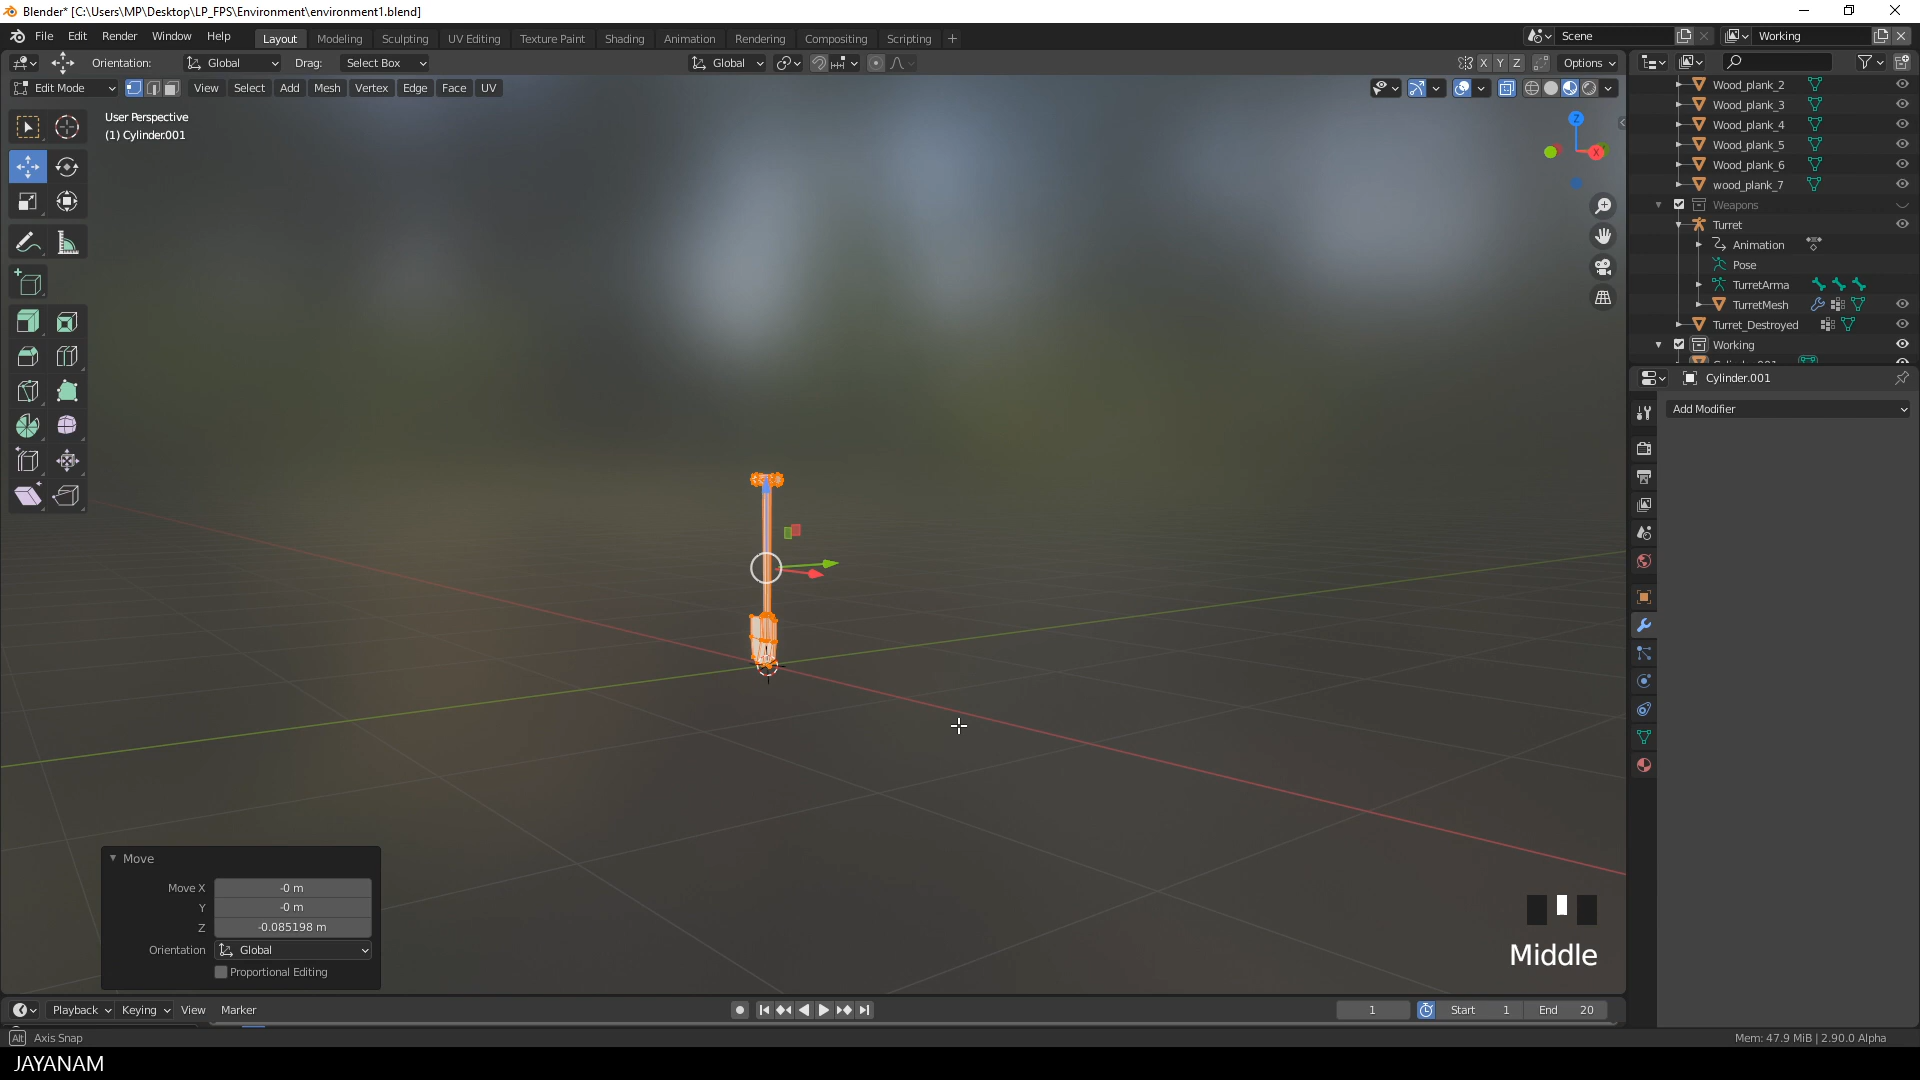 Blender* [C:\Users\MP\Desktop\LP_FPS\Environment\environment1.blend]
File Edit Render Window Help Layout Modeling Sculpting UV Editing Texture Paint Shading Animation Rendering Compositing Scripting + Scene Working
Orientation: Global Drag: Select Box Global X Y Z Options
Edit Mode View Select Add Mesh Vertex Edge Face UV
User Perspective
(1) Cylinder.001
Z
X
Wood_plank_2
Wood_plank_3
Wood_plank_4
Wood_plank_5
Wood_plank_6
wood_plank_7
Weapons
Turret
Animation
Pose
TurretArma
TurretMesh
Turret_Destroyed
Working
Cylinder.001
Cylinder.001
Add Modifier
Move
Move X -0 m
Y -0 m
Z -0.085198 m
Orientation Global
Proportional Editing
Middle
Playback Keying View Marker 1 Start 1 End 20
Alt Axis Snap Mem: 47.9 MiB | 2.90.0 Alpha
JAYANAM